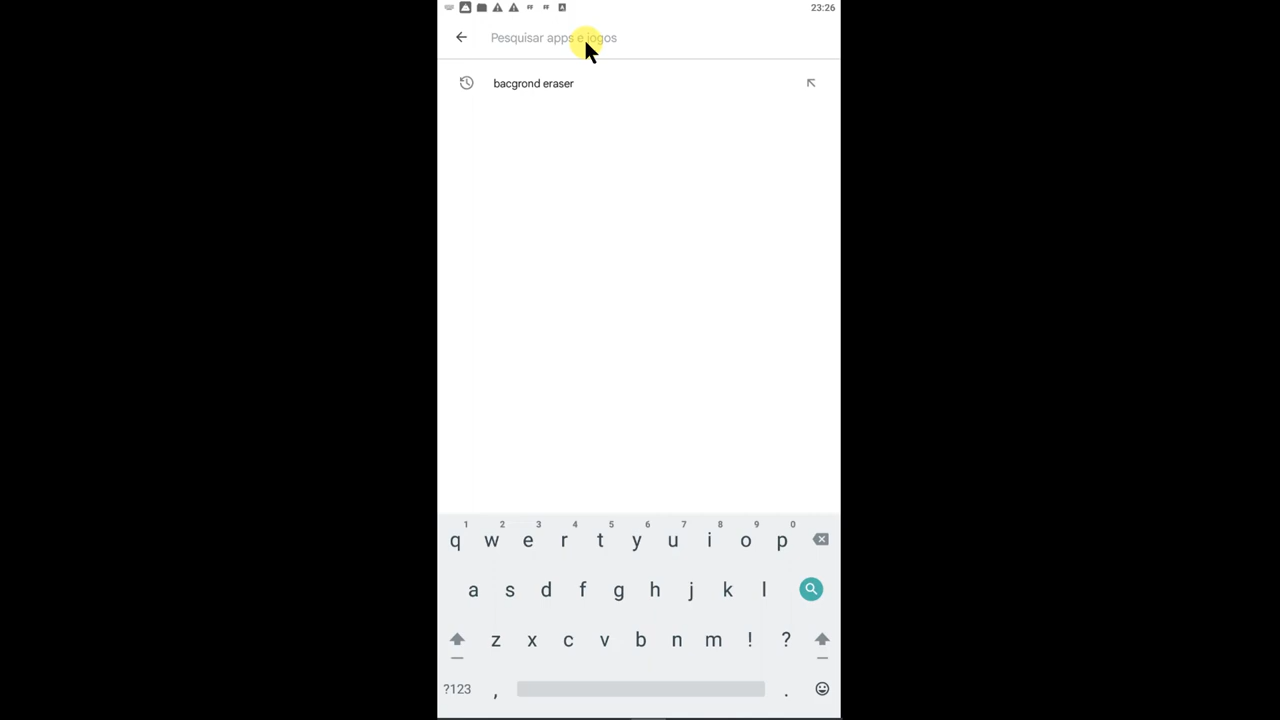 23:26
Pesquisar apps e jogos
bacgrond eraser
1 2 3 4 5 6 7 8 9 0
q w e r t y u i o p
a s d f g h j k l
z x c v b n m ! ?
?123 , .